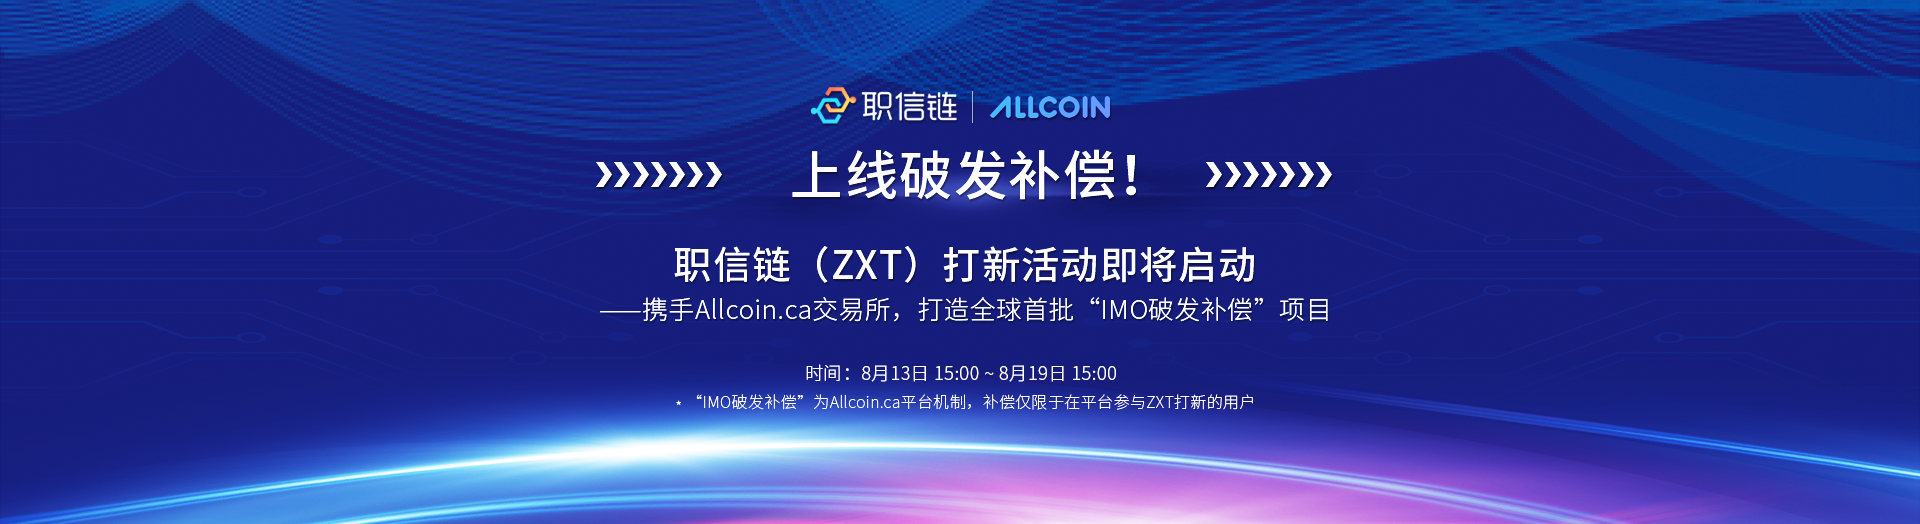 职信链 ALLCOIN
上线破发补偿！
职信链（ZXT）打新活动即将启动
——携手Allcoin.ca交易所，打造全球首批“IMO破发补偿”项目
时间：8月13日 15:00 ~ 8月19日 15:00
* “IMO破发补偿”为Allcoin.ca平台机制，补偿仅限于在平台参与ZXT打新的用户